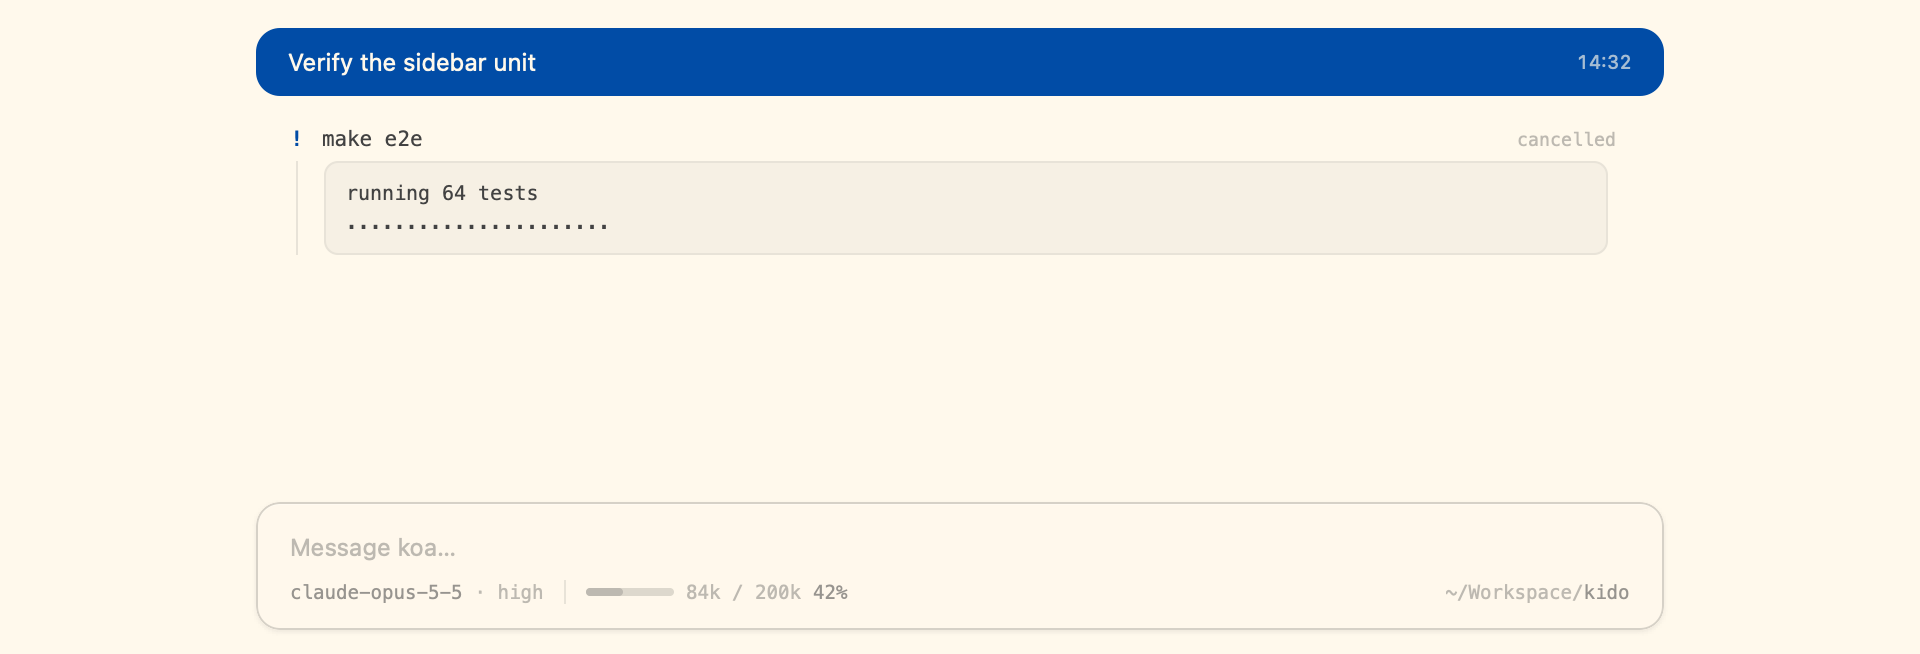 Verify the sidebar unit 14:32
! make e2e cancelled
running 64 tests
......................
Message koa...
claude-opus-5-5 · high 84k / 200k 42% ~/Workspace/kido